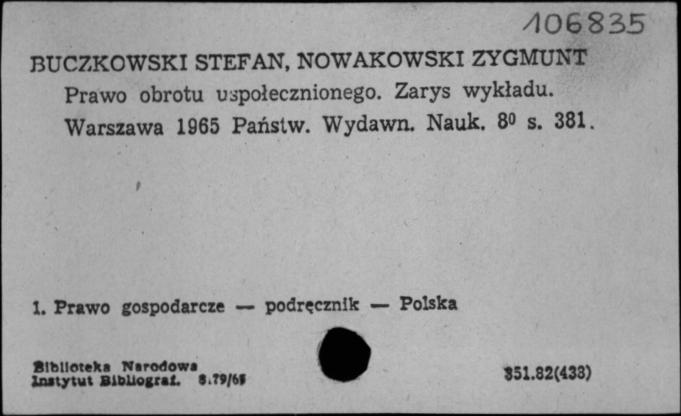 106835
BUCZKOWSKI STEFAN, NOWAKOWSKI ZYGMUNT
Prawo obrotu uspołecznionego. Zarys wykładu.
Warszawa 1965 Państw. Wydawn. Nauk. 8⁰ s. 381.
1. Prawo gospodarcze — podręcznik — Polska
Biblioteka Narodowa
Instytut Bibliograf.
351.82(438)